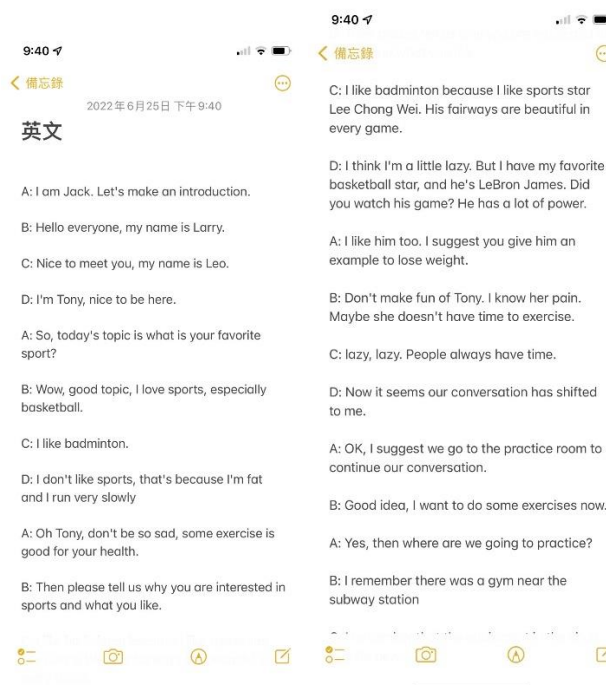 9:40
備忘錄
2022年6月25日 下午9:40
英文
A: I am Jack. Let's make an introduction.
B: Hello everyone, my name is Larry.
C: Nice to meet you, my name is Leo.
D: I'm Tony, nice to be here.
A: So, today's topic is what is your favorite
sport?
B: Wow, good topic, I love sports, especially
basketball.
C: I like badminton.
D: I don't like sports, that's because I'm fat
and I run very slowly
A: Oh Tony, don't be so sad, some exercise is
good for your health.
B: Then please tell us why you are interested in
sports and what you like.
9:40
備忘錄
C: I like badminton because I like sports star
Lee Chong Wei. His fairways are beautiful in
every game.
D: I think I'm a little lazy. But I have my favorite
basketball star, and he's LeBron James. Did
you watch his game? He has a lot of power.
A: I like him too. I suggest you give him an
example to lose weight.
B: Don't make fun of Tony. I know her pain.
Maybe she doesn't have time to exercise.
C: lazy, lazy. People always have time.
D: Now it seems our conversation has shifted
to me.
A: OK, I suggest we go to the practice room to
continue our conversation.
B: Good idea, I want to do some exercises now.
A: Yes, then where are we going to practice?
B: I remember there was a gym near the
subway station